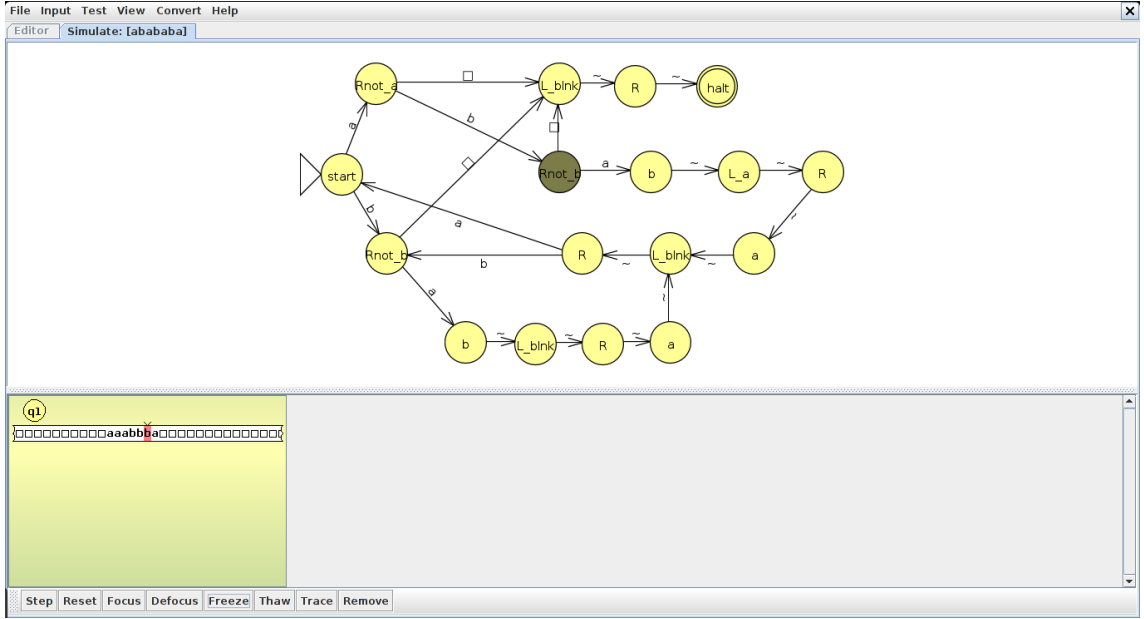 File Input Test View Convert Help
Editor Simulate: [abababa]
Rnot_a □ L_blnk ~ R ~ halt
a b □
□
start Rnot_b a b ~ L_a ~ R
b ~
a
Rnot_b b R ~ L_blnk ~ a
a ~
b ~ L_blnk ~ R ~ a
q1
□□□□□□□□□□aaabbba□□□□□□□□□□□□□□
Step Reset Focus Defocus Freeze Thaw Trace Remove